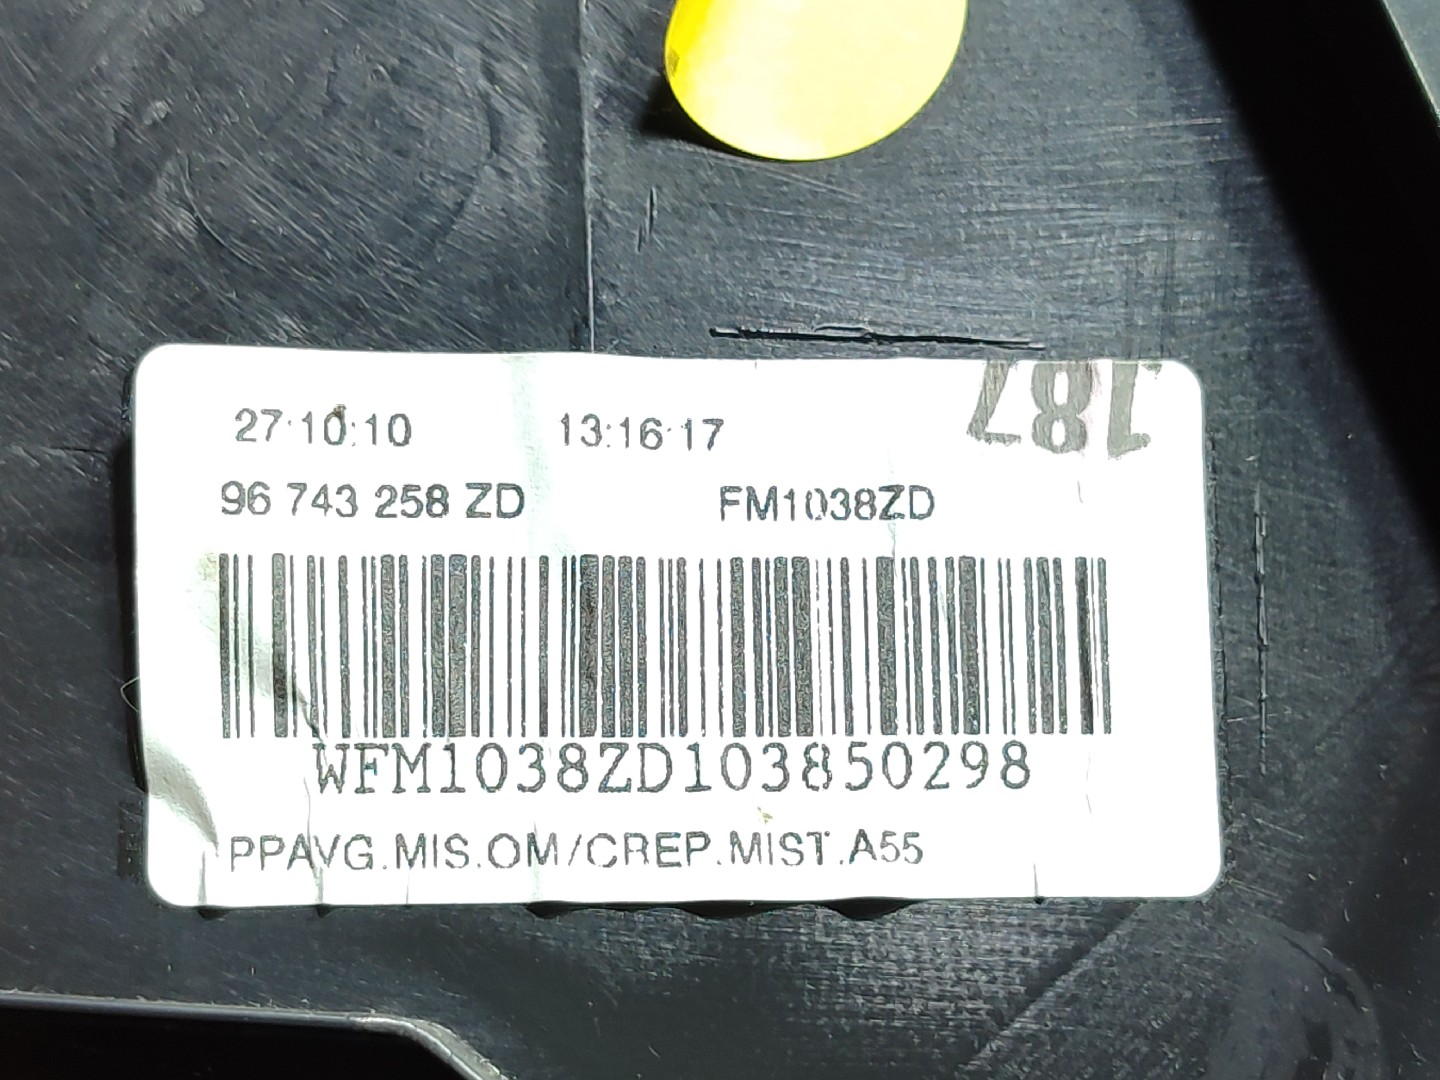 187
27:10:10 13:16:17
96 743 258 ZD FM1038ZD
WFM1038ZD103850298
PPAVG.MIS.OM/CREP.MIST.A55